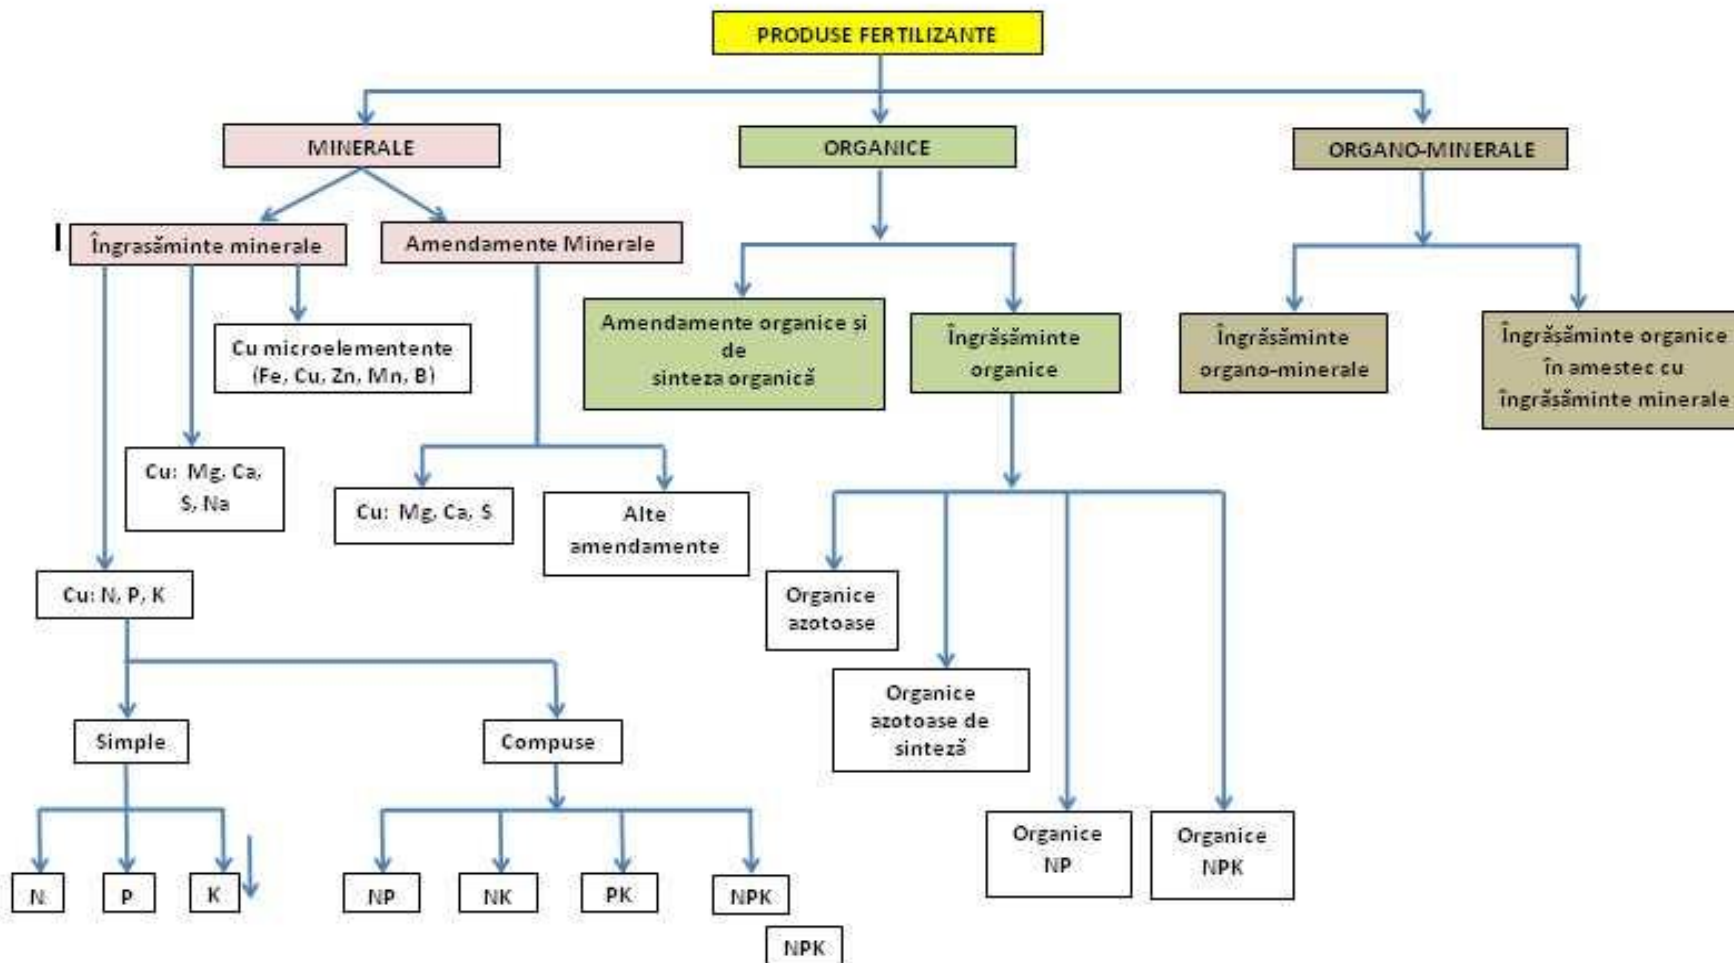 PRODUSE FERTILIZANTE
MINERALE
ORGANICE
ORGANO-MINERALE
Îngrasăminte minerale
Amendamente Minerale
Cu microelementente
(Fe, Cu, Zn, Mn, B)
Amendamente organice si
de
sinteza organică
Îngrăsăminte
organice
Îngrăsăminte
organo-minerale
Îngrăsăminte organice
în amestec cu
îngrăsăminte minerale
Cu: Mg, Ca,
S, Na
Cu: Mg, Ca, S
Alte
amendamente
Cu: N, P, K
Organice
azotoase
Organice
azotoase de
sinteză
Simple
Compuse
Organice
NP
Organice
NPK
N
P
K
NP
NK
PK
NPK
NPK